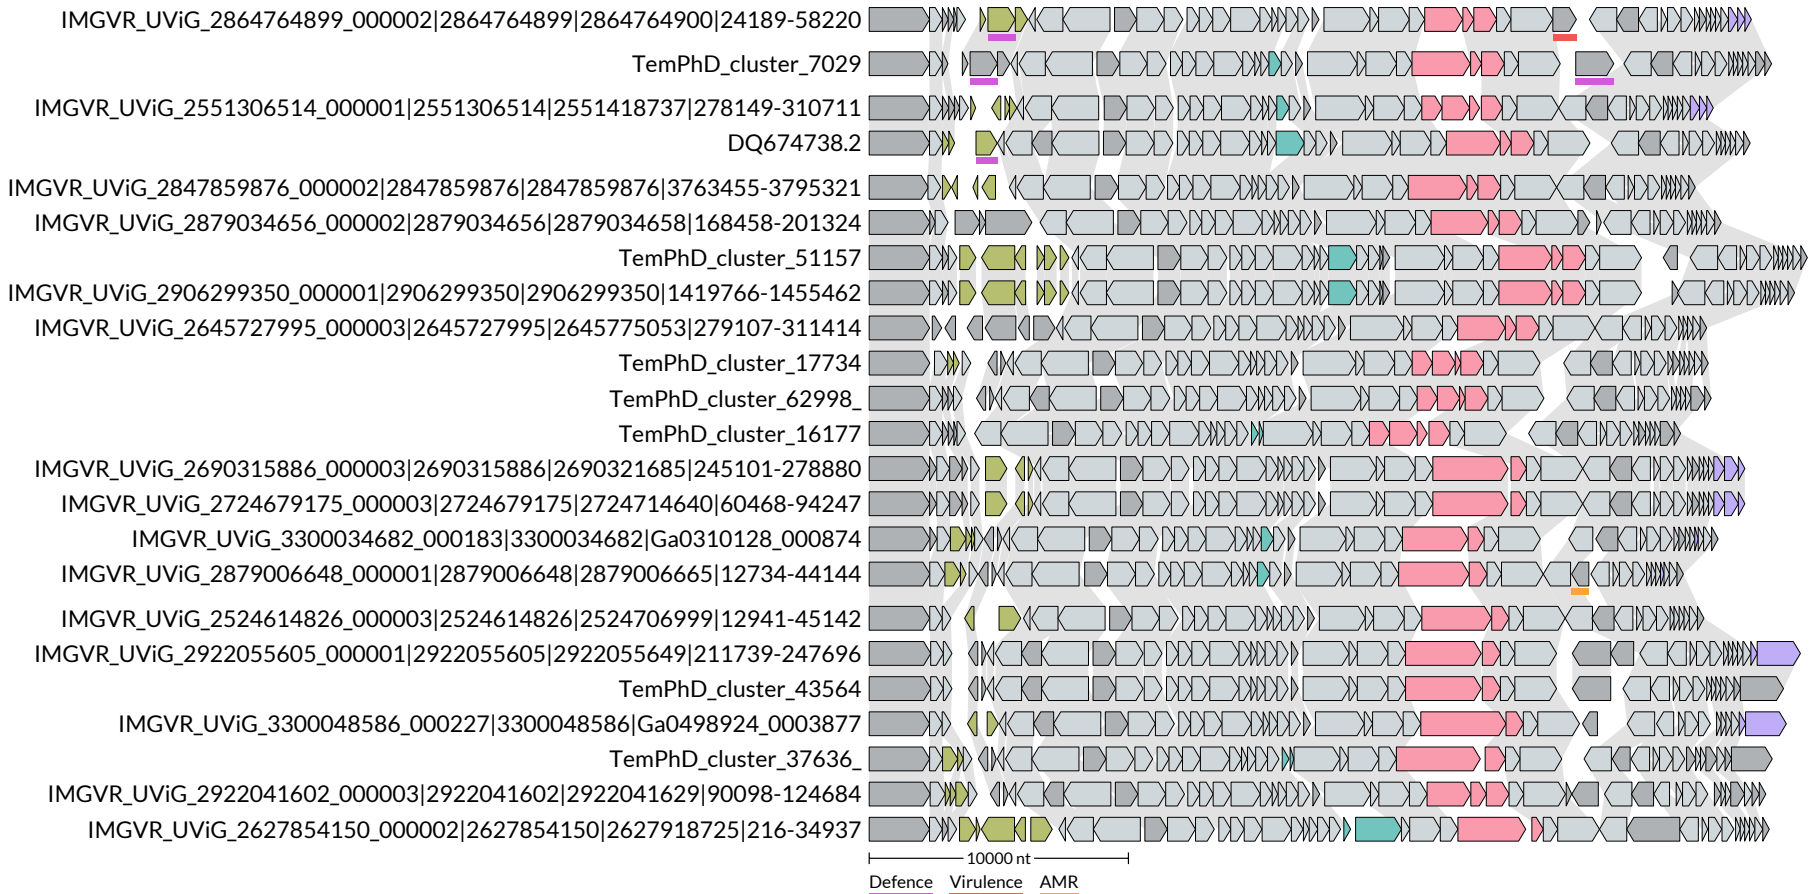 IMGVR_UViG_2864764899_000002|2864764899|2864764900|24189-58220
TemPhD_cluster_7029
IMGVR_UViG_2551306514_000001|2551306514|2551418737|278149-310711
DQ674738.2
IMGVR_UViG_2847859876_000002|2847859876|2847859876|3763455-3795321
IMGVR_UViG_2879034656_000002|2879034656|2879034658|168458-201324
TemPhD_cluster_51157
IMGVR_UViG_2906299350_000001|2906299350|2906299350|1419766-1455462
IMGVR_UViG_2645727995_000003|2645727995|2645775053|279107-311414
TemPhD_cluster_17734
TemPhD_cluster_62998_
TemPhD_cluster_16177
IMGVR_UViG_2690315886_000003|2690315886|2690321685|245101-278880
IMGVR_UViG_2724679175_000003|2724679175|2724714640|60468-94247
IMGVR_UViG_3300034682_000183|3300034682|Ga0310128_000874
IMGVR_UViG_2879006648_000001|2879006648|2879006665|12734-44144
IMGVR_UViG_2524614826_000003|2524614826|2524706999|12941-45142
IMGVR_UViG_2922055605_000001|2922055605|2922055649|211739-247696
TemPhD_cluster_43564
IMGVR_UViG_3300048586_000227|3300048586|Ga0498924_0003877
TemPhD_cluster_37636_
IMGVR_UViG_2922041602_000003|2922041602|2922041629|90098-124684
IMGVR_UViG_2627854150_000002|2627854150|2627918725|216-34937
10000 nt
Defence Virulence AMR